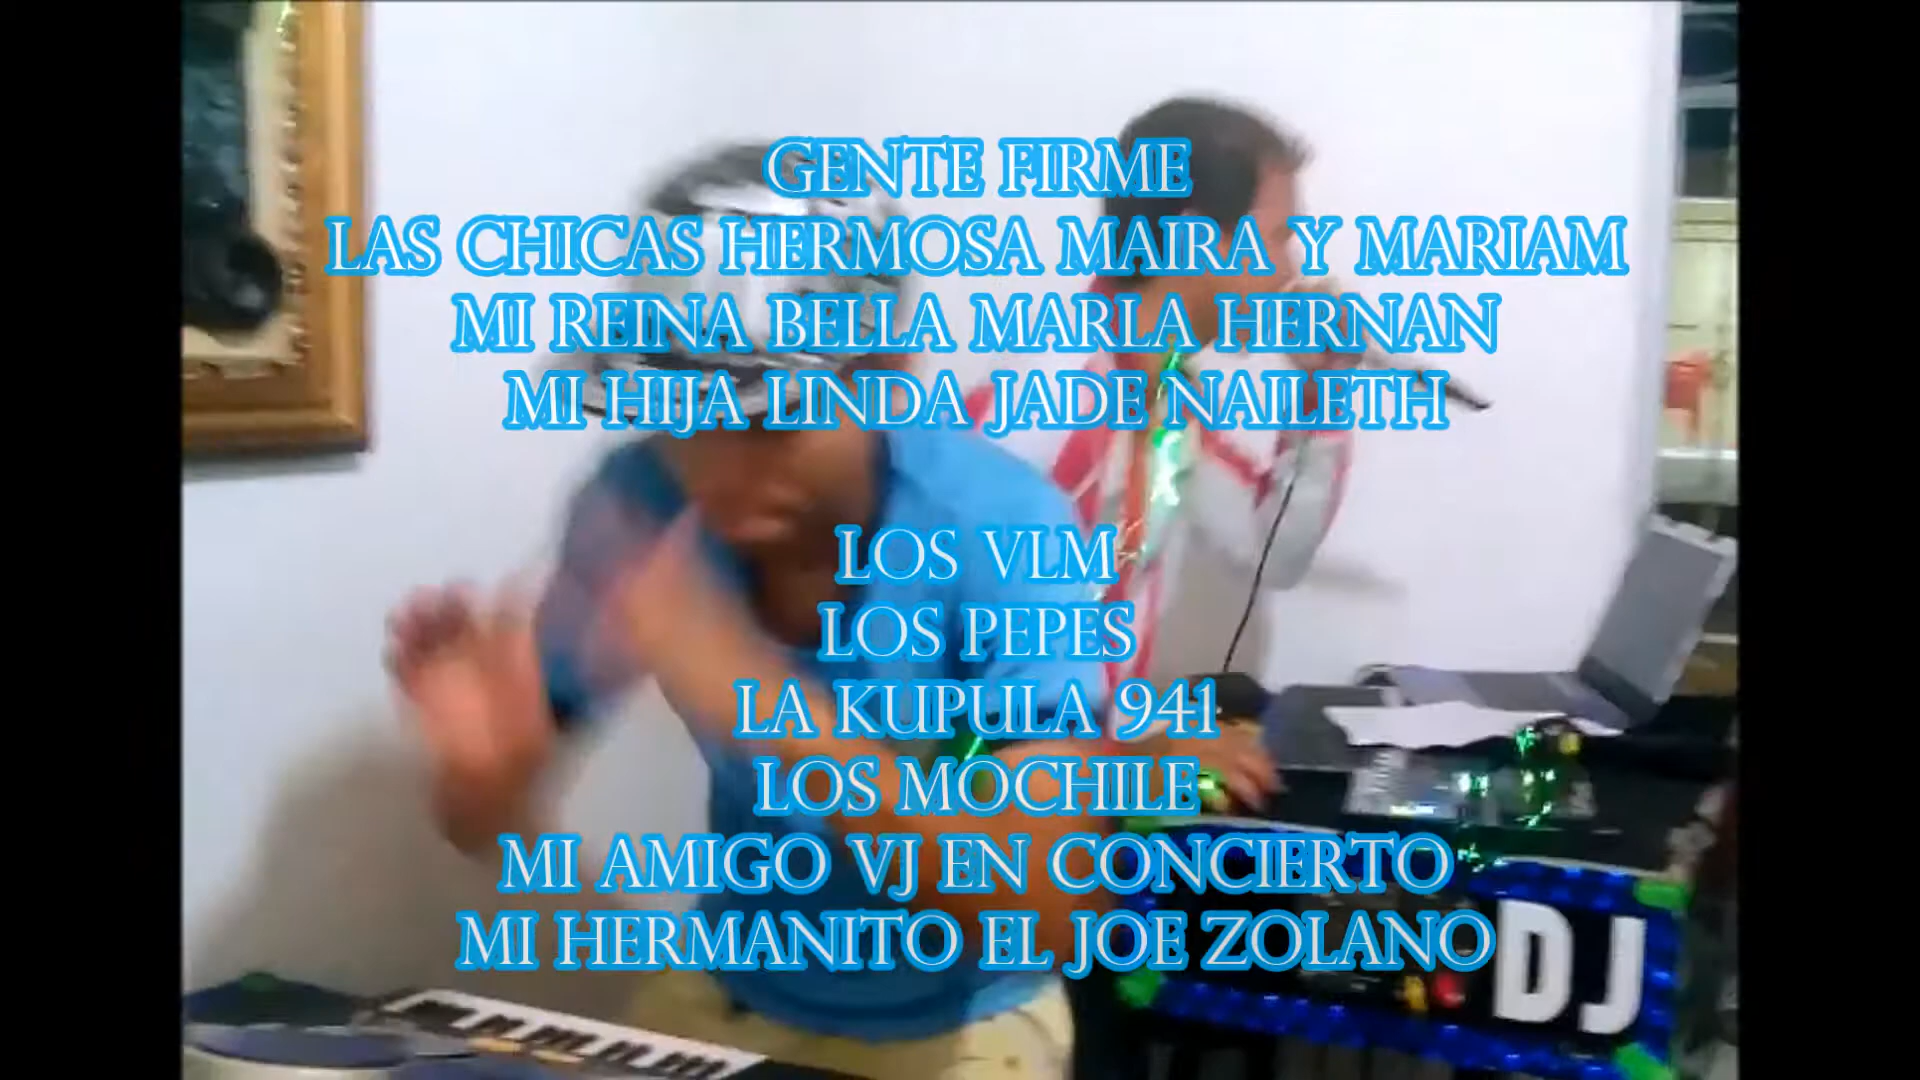 GENTE FIRME
LAS CHICAS HERMOSA MAIRA Y MARIAM
MI REINA BELLA MARLA HERNAN
MI HIJA LINDA JADE NAILETH
LOS VLM
LOS PEPES
LA KUPULA 941
LOS MOCHILE
MI AMIGO VJ EN CONCIERTO
MI HERMANITO EL JOE ZOLANO
DJ